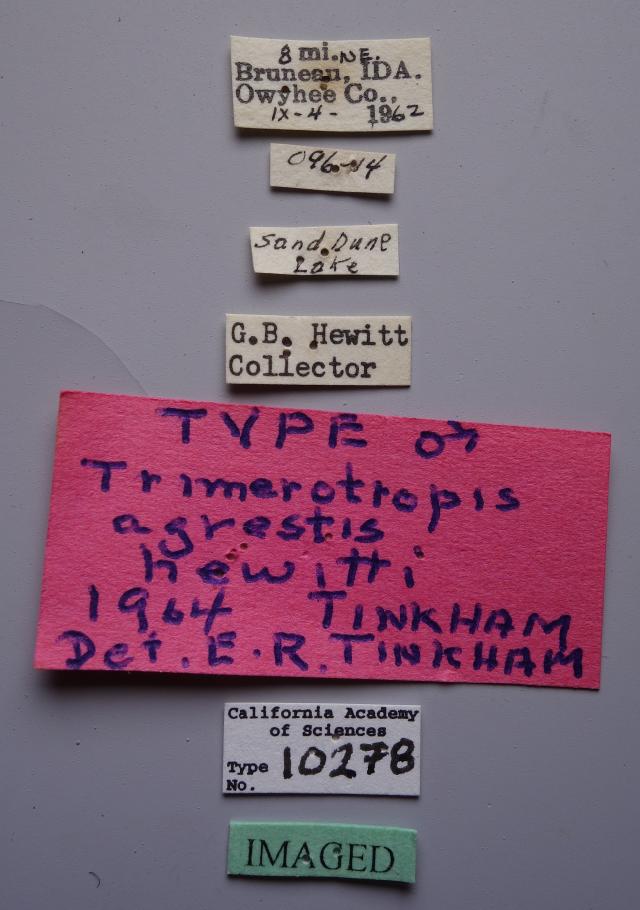 8 mi. NE.
Bruneau, IDA.
Owyhee Co.,
IX-4- 1962
096-14
Sand Dune
Lake
G.B. Hewitt
Collector
TYPE ♂
Trimerotropis
agrestis
hewitti
1964 TINKHAM
Det. E.R. TINKHAM
California Academy
of Sciences
Type
No. 10278
IMAGED